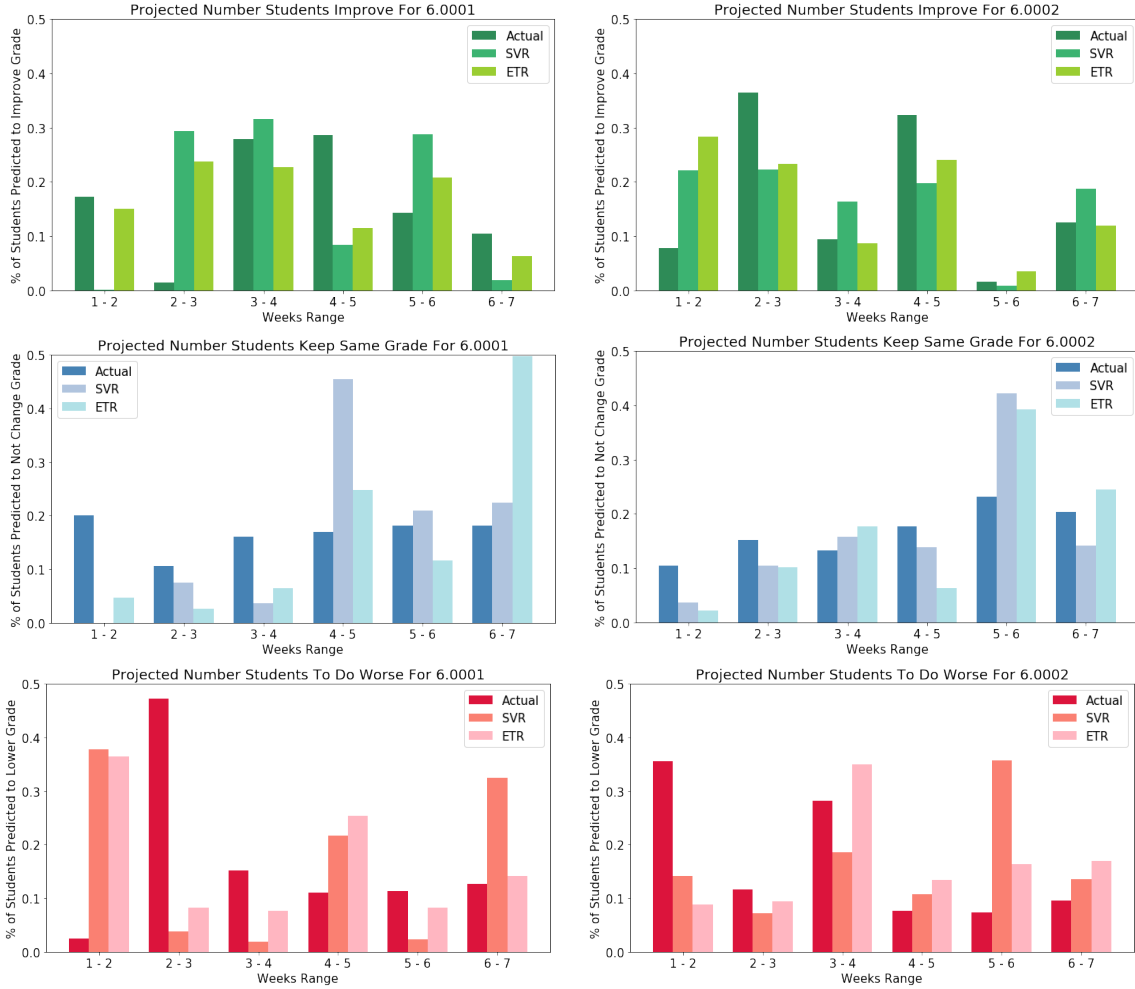 Projected Number Students Improve For 6.0001
% of Students Predicted to Improve Grade
0.5
0.4
0.3
0.2
0.1
0.0
Actual
SVR
ETR
1 - 2 2 - 3 3 - 4 4 - 5 5 - 6 6 - 7
Weeks Range
Projected Number Students Improve For 6.0002
% of Students Predicted to Improve Grade
0.5
0.4
0.3
0.2
0.1
0.0
Actual
SVR
ETR
1 - 2 2 - 3 3 - 4 4 - 5 5 - 6 6 - 7
Weeks Range
Projected Number Students Keep Same Grade For 6.0001
% of Students Predicted to Not Change Grade
0.5
0.4
0.3
0.2
0.1
0.0
Actual
SVR
ETR
1 - 2 2 - 3 3 - 4 4 - 5 5 - 6 6 - 7
Weeks Range
Projected Number Students Keep Same Grade For 6.0002
% of Students Predicted to Not Change Grade
0.5
0.4
0.3
0.2
0.1
0.0
Actual
SVR
ETR
1 - 2 2 - 3 3 - 4 4 - 5 5 - 6 6 - 7
Weeks Range
Projected Number Students To Do Worse For 6.0001
% of Students Predicted to Lower Grade
0.5
0.4
0.3
0.2
0.1
0.0
Actual
SVR
ETR
1 - 2 2 - 3 3 - 4 4 - 5 5 - 6 6 - 7
Weeks Range
Projected Number Students To Do Worse For 6.0002
% of Students Predicted to Lower Grade
0.5
0.4
0.3
0.2
0.1
0.0
Actual
SVR
ETR
1 - 2 2 - 3 3 - 4 4 - 5 5 - 6 6 - 7
Weeks Range